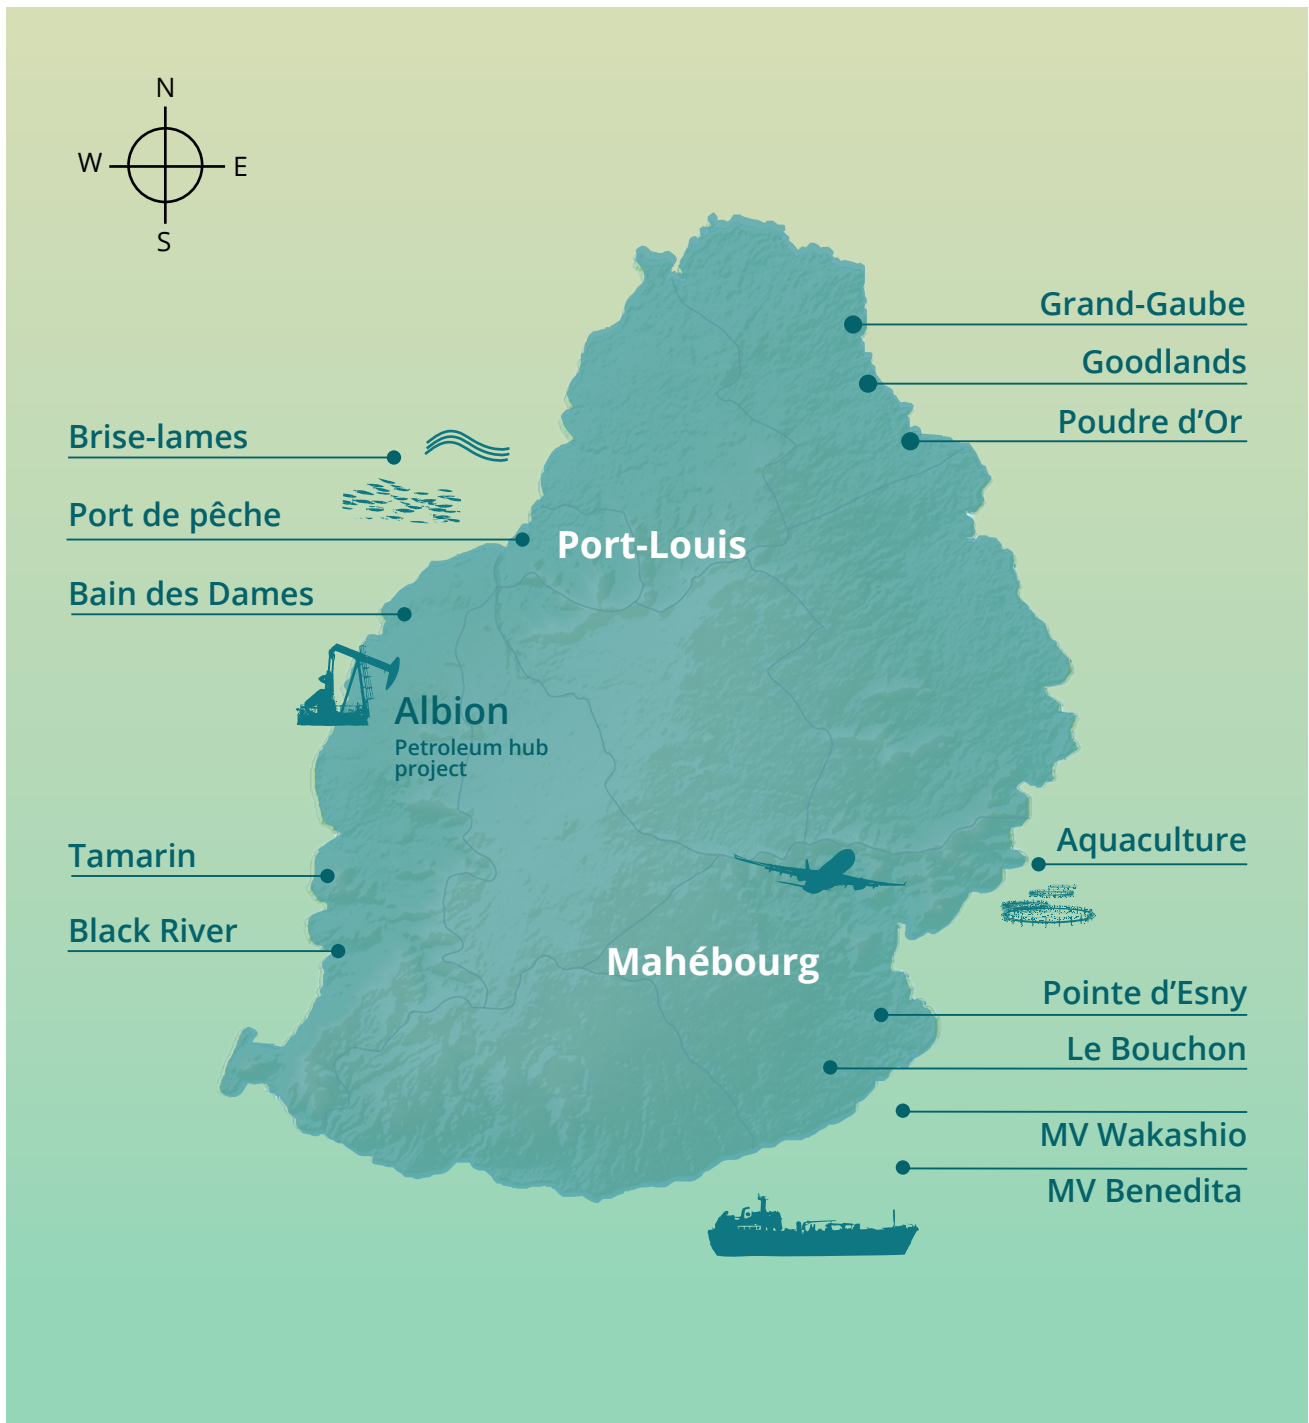 N
W
E
S
Grand-Gaube
Goodlands
Poudre d’Or
Brise-lames
Port de pêche
Port-Louis
Bain des Dames
Albion
Petroleum hub
project
Tamarin
Aquaculture
Black River
Mahébourg
Pointe d’Esny
Le Bouchon
MV Wakashio
MV Benedita